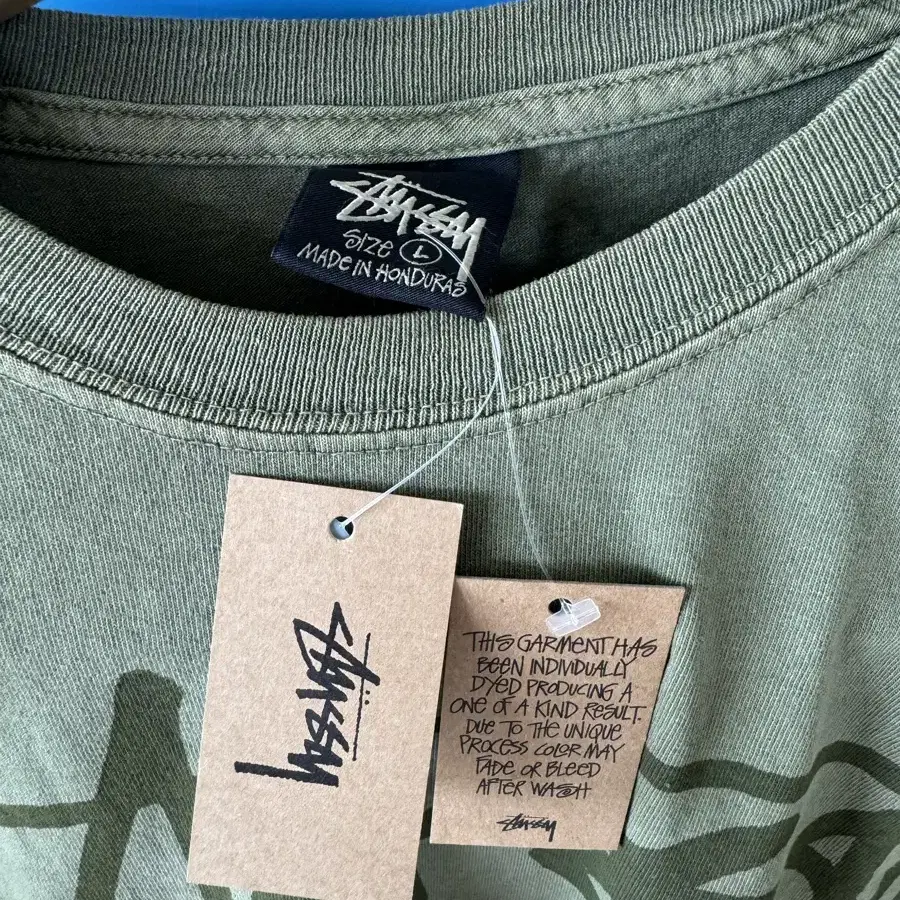 STÜSSY
SIZE L
MADE IN HONDURAS
STÜSSY
THIS GARMENT HAS
BEEN INDIVIDUALLY
DYED PRODUCING A
ONE OF A KIND RESULT.
DUE TO THE UNIQUE
PROCESS COLOR MAY
FADE OR BLEED
AFTER WASH
STÜSSY